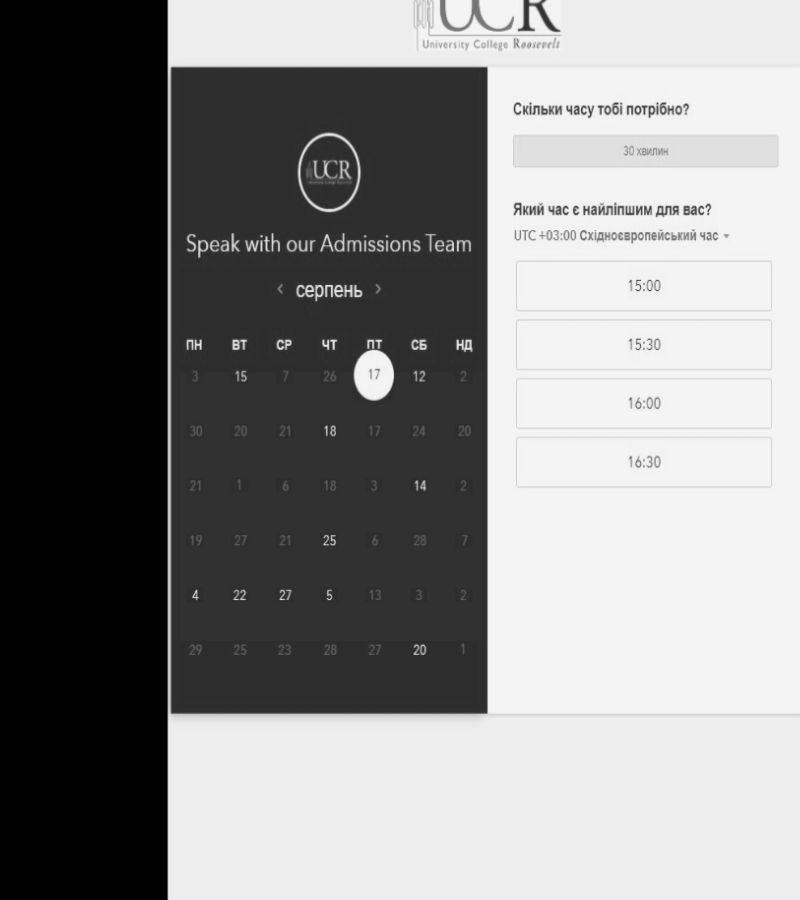 UCR
University College Roosevelt
UCR
Speak with our Admissions Team
‹ серпень ›
ПН ВТ СР ЧТ ПТ СБ НД
3 15 7 26 17 12 2
30 20 21 18 17 24 20
21 1 6 18 3 14 2
19 27 21 25 6 28 7
4 22 27 5 13 3 2
29 25 23 28 27 20 1
Скільки часу тобі потрібно?
30 хвилин
Який час є найліпшим для вас?
UTC +03:00 Східноєвропейський час
15:00
15:30
16:00
16:30